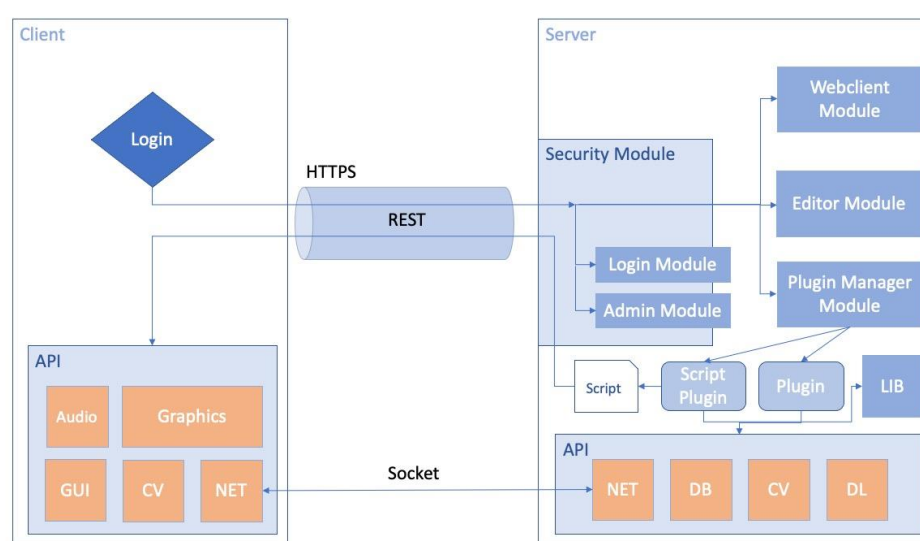 Client
Server
Webclient
Module
Login
Security Module
HTTPS
Editor Module
REST
Login Module
Plugin Manager
Module
Admin Module
API
Script
Script
Plugin
Plugin
LIB
Audio
Graphics
API
Socket
GUI
CV
NET
NET
DB
CV
DL